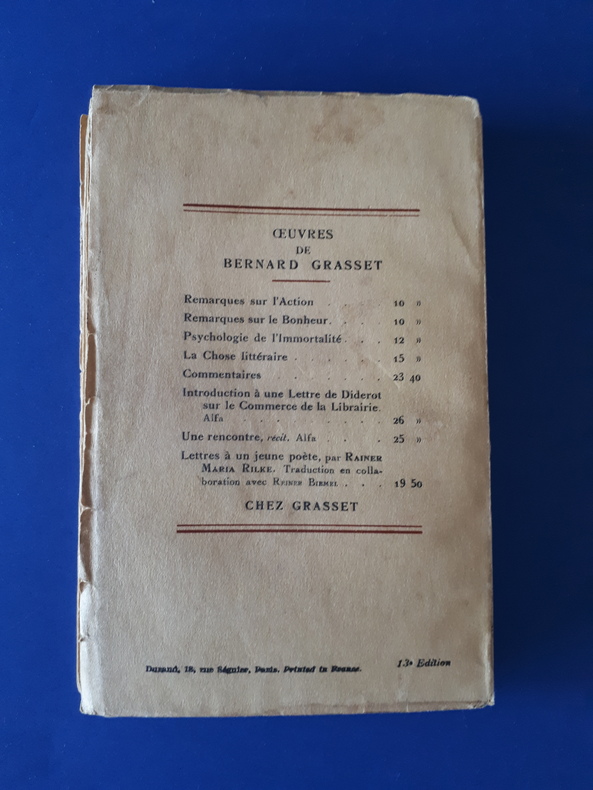 ŒUVRES
DE
BERNARD GRASSET
Remarques sur l'Action . . . . 10 »
Remarques sur le Bonheur. . . . 10 »
Psychologie de l'Immortalité . . . 12 »
La Chose littéraire . . . . . . 15 »
Commentaires . . . . . . 23 40
Introduction à une Lettre de Diderot
sur le Commerce de la Librairie.
Alfa . . . . . . . 26 »
Une rencontre, récit. Alfa . . . . 25 »
Lettres à un jeune poète, par RAINER
MARIA RILKE. Traduction en colla-
boration avec REINER BIEMEL . . . 19 50
CHEZ GRASSET
Durand, 18, rue Séguier, Paris. Printed in France.
13e Edition